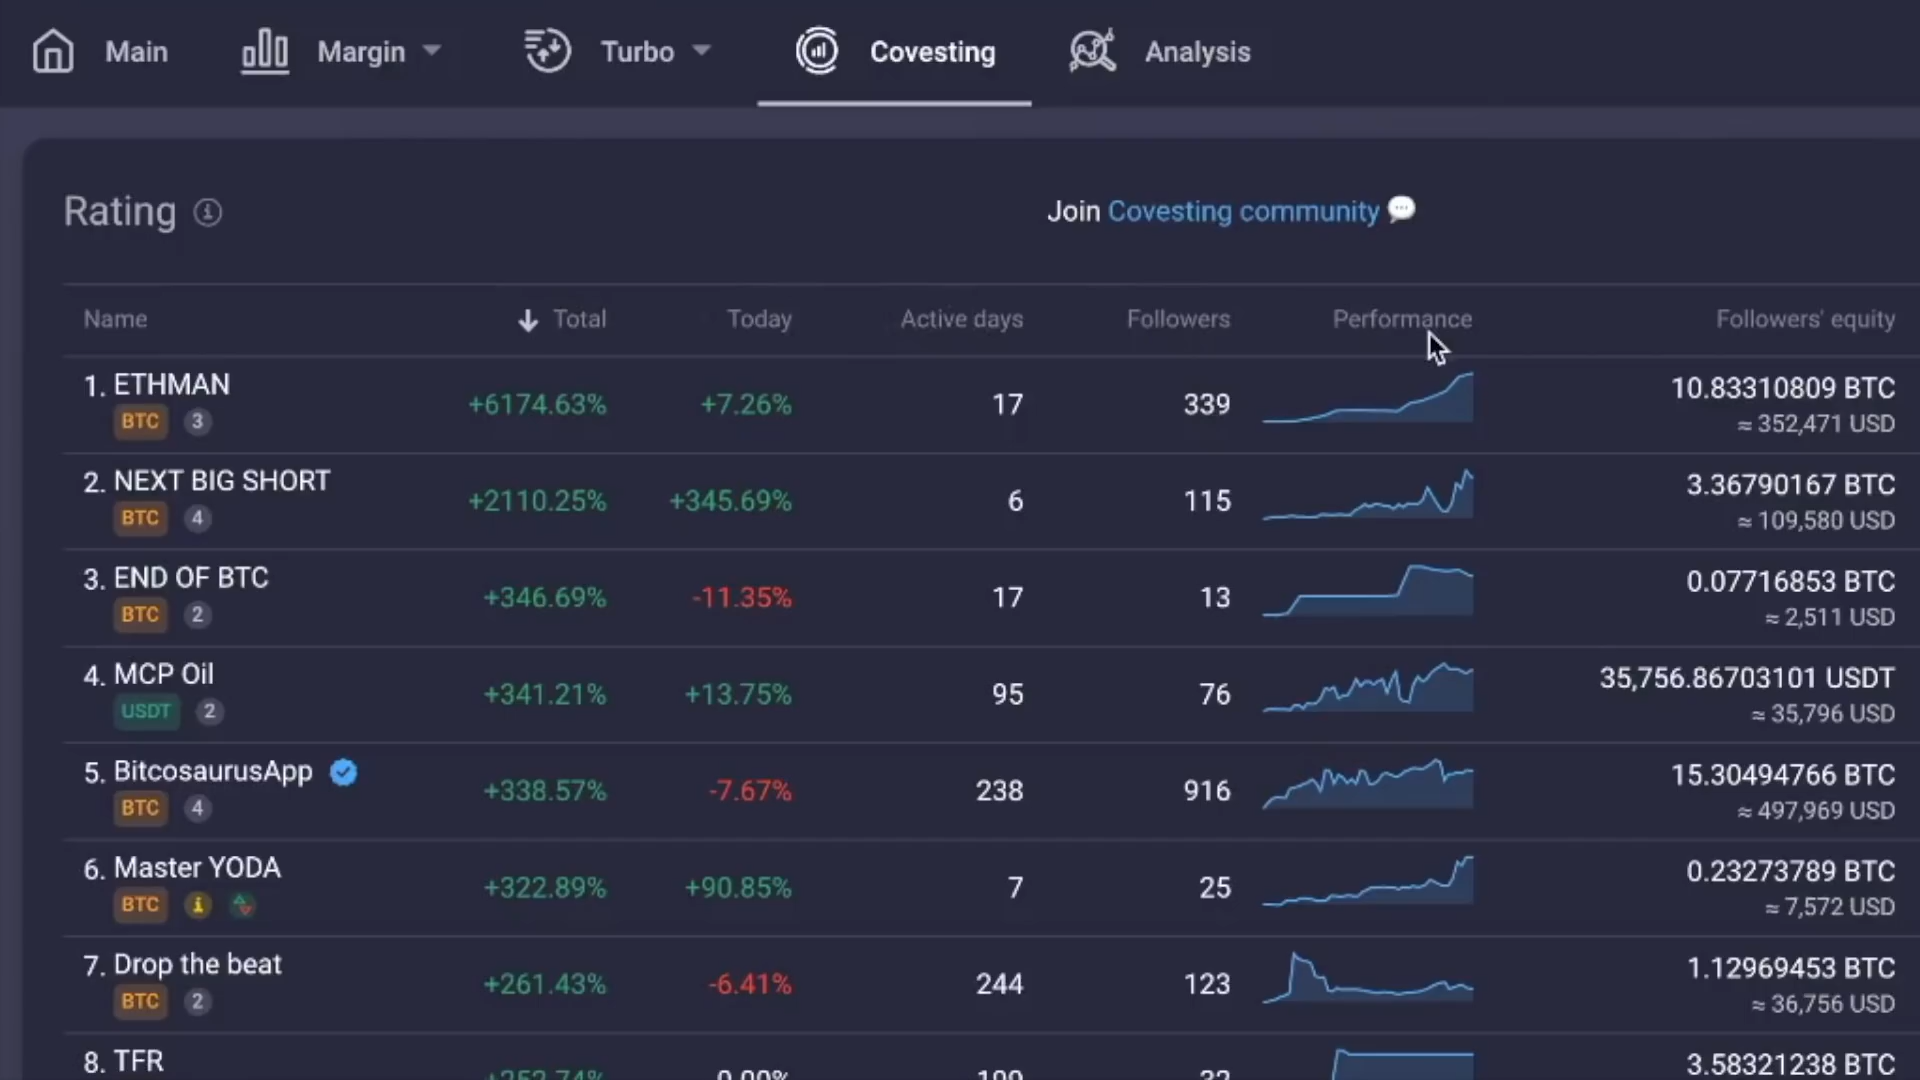 Main Margin Turbo Covesting Analysis
Rating Join Covesting community
Name Total Today Active days Followers Performance Followers' equity
1. ETHMAN +6174.63% +7.26% 17 339 10.83310809 BTC
BTC 3 ≈ 352,471 USD
2. NEXT BIG SHORT +2110.25% +345.69% 6 115 3.36790167 BTC
BTC 4 ≈ 109,580 USD
3. END OF BTC +346.69% -11.35% 17 13 0.07716853 BTC
BTC 2 ≈ 2,511 USD
4. MCP Oil +341.21% +13.75% 95 76 35,756.86703101 USDT
USDT 2 ≈ 35,796 USD
5. BitcosaurusApp +338.57% -7.67% 238 916 15.30494766 BTC
BTC 4 ≈ 497,969 USD
6. Master YODA +322.89% +90.85% 7 25 0.23273789 BTC
BTC ≈ 7,572 USD
7. Drop the beat +261.43% -6.41% 244 123 1.12969453 BTC
BTC 2 ≈ 36,756 USD
8. TFR 0.00% 3.58321238 BTC